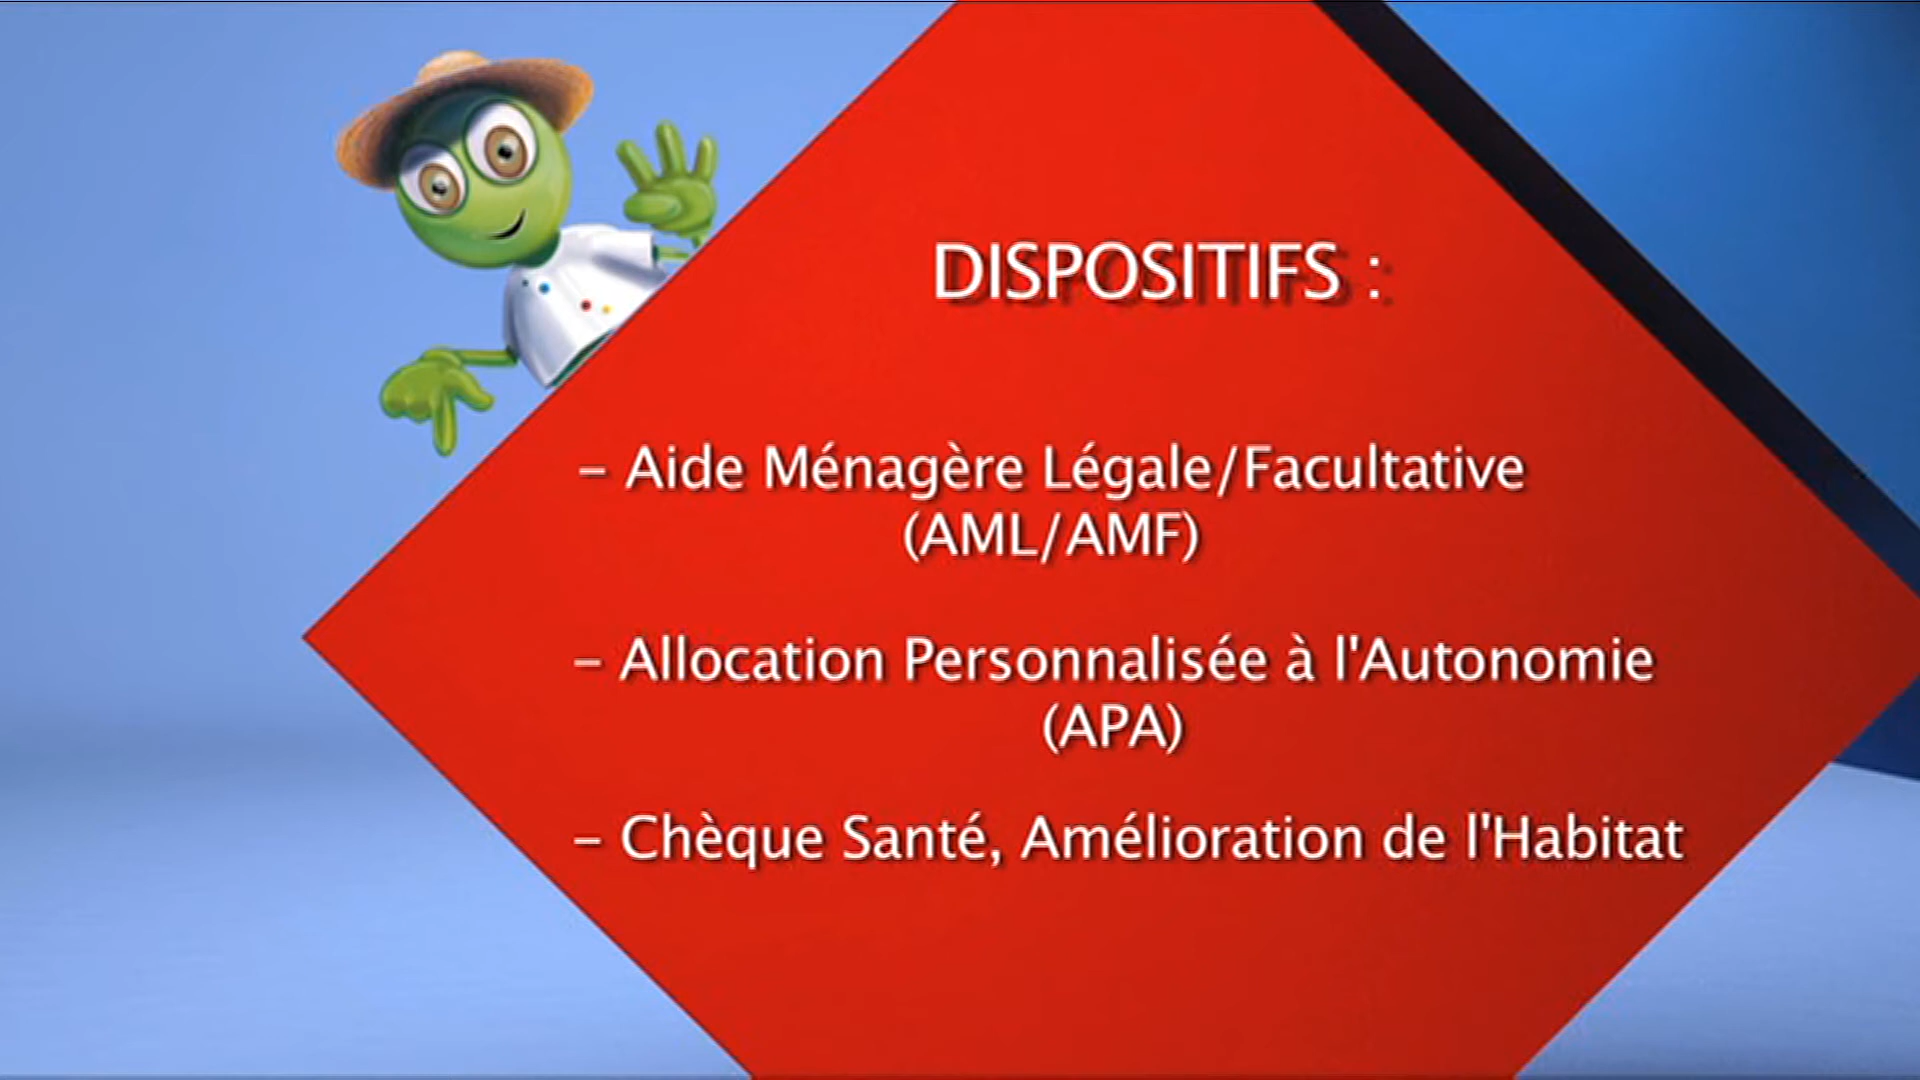 DISPOSITIFS :
- Aide Ménagère Légale/Facultative
(AML/AMF)
- Allocation Personnalisée à l'Autonomie
(APA)
- Chèque Santé, Amélioration de l'Habitat